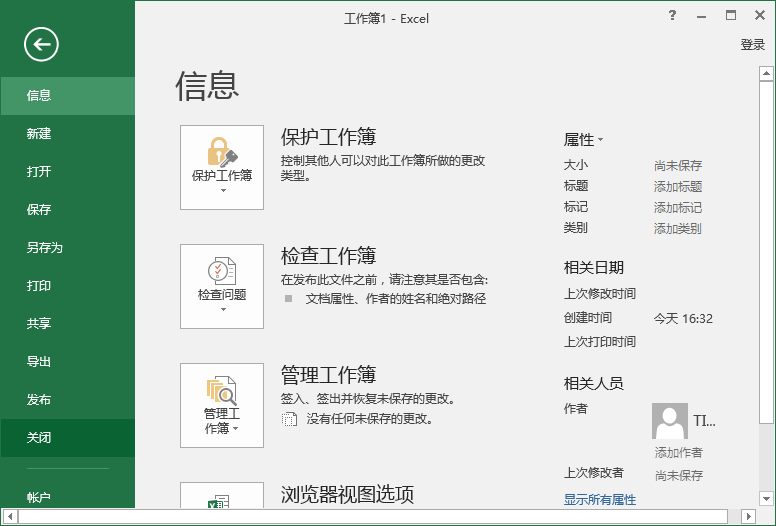 工作簿1 - Excel
?
登录
信息
新建
打开
保存
另存为
打印
共享
导出
发布
关闭
帐户
信息
保护工作簿
保护工作簿
控制其他人可以对此工作簿所做的更改
类型。
检查问题
检查工作簿
在发布此文件之前，请注意其是否包含:
文档属性、作者的姓名和绝对路径
管理工
作簿
管理工作簿
签入、签出并恢复未保存的更改。
没有任何未保存的更改。
浏览器视图选项
属性
大小 尚未保存
标题 添加标题
标记 添加标记
类别 添加类别
相关日期
上次修改时间
创建时间 今天 16:32
上次打印时间
相关人员
作者 TI...
添加作者
上次修改者 尚未保存
显示所有属性